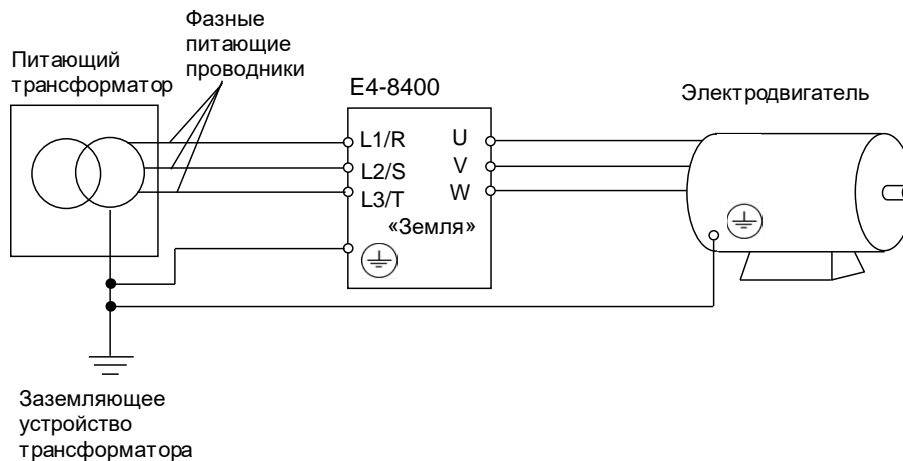 Фазные
питающие
проводники
Питающий
трансформатор
E4-8400
Электродвигатель
L1/R
U
L2/S
V
L3/T
W
«Земля»
Заземляющее
устройство
трансформатора